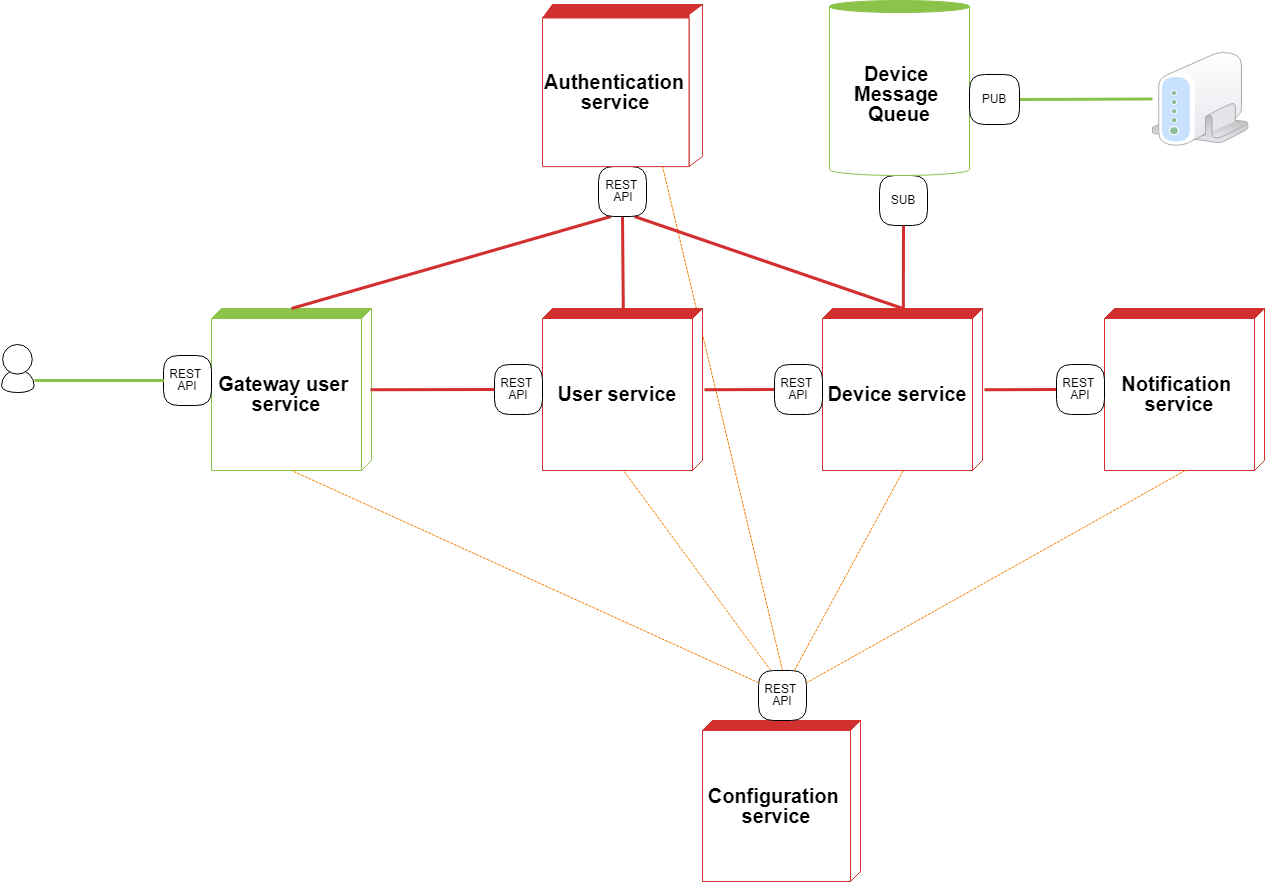 Authentication
service
Device
Message
Queue
PUB
REST
API
SUB
REST
API
Gateway user
service
REST
API
User service
REST
API
Device service
REST
API
Notification
service
REST
API
Configuration
service